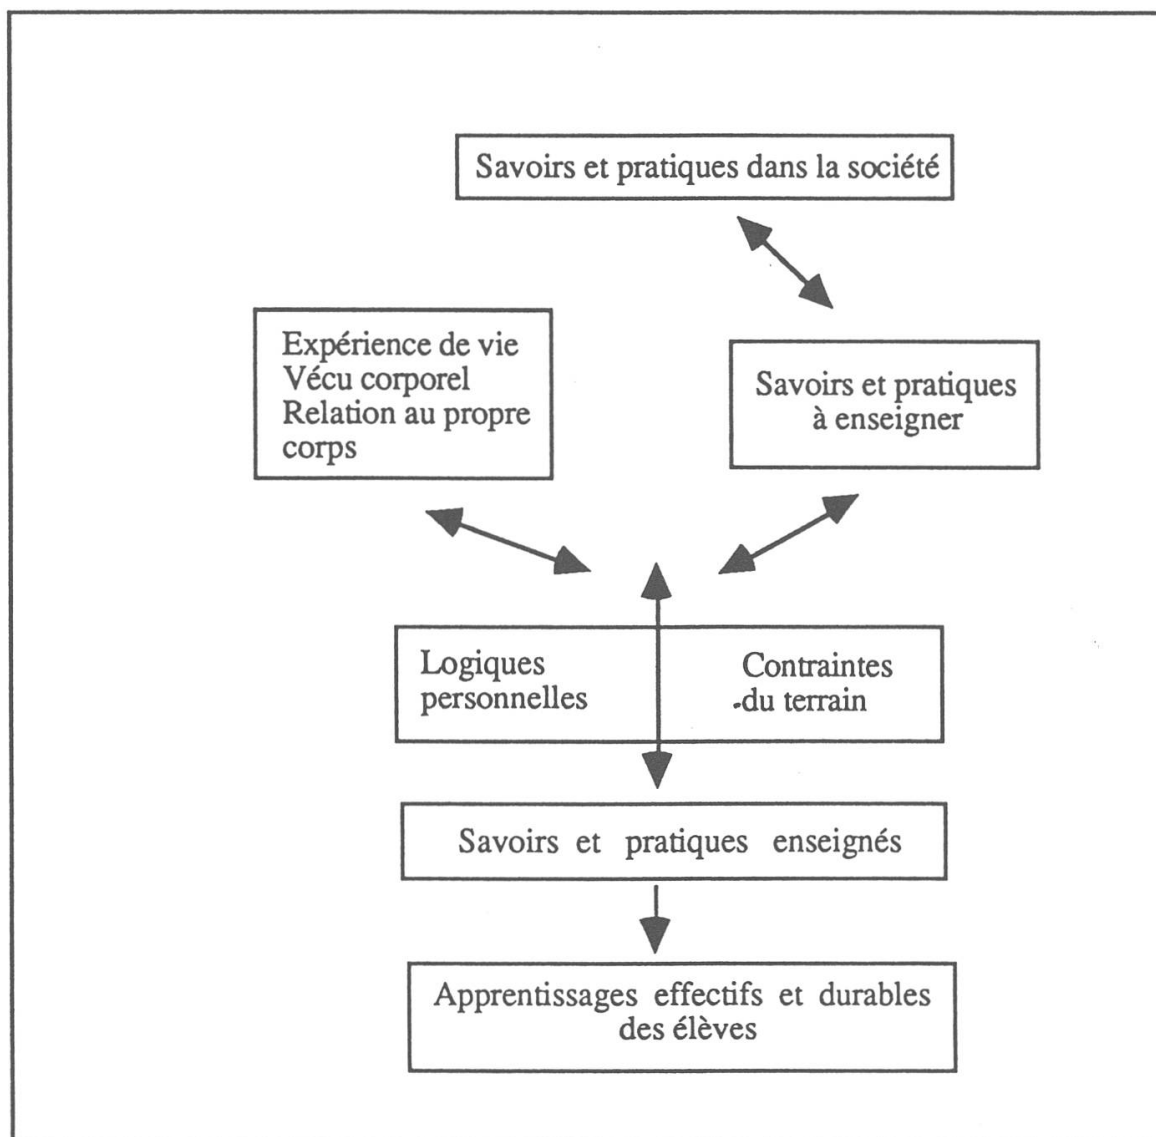 Savoirs et pratiques dans la société
Expérience de vie
Vécu corporel
Relation au propre
corps
Savoirs et pratiques
à enseigner
Logiques
personnelles
Contraintes
du terrain
Savoirs et pratiques enseignés
Apprentissages effectifs et durables
des élèves